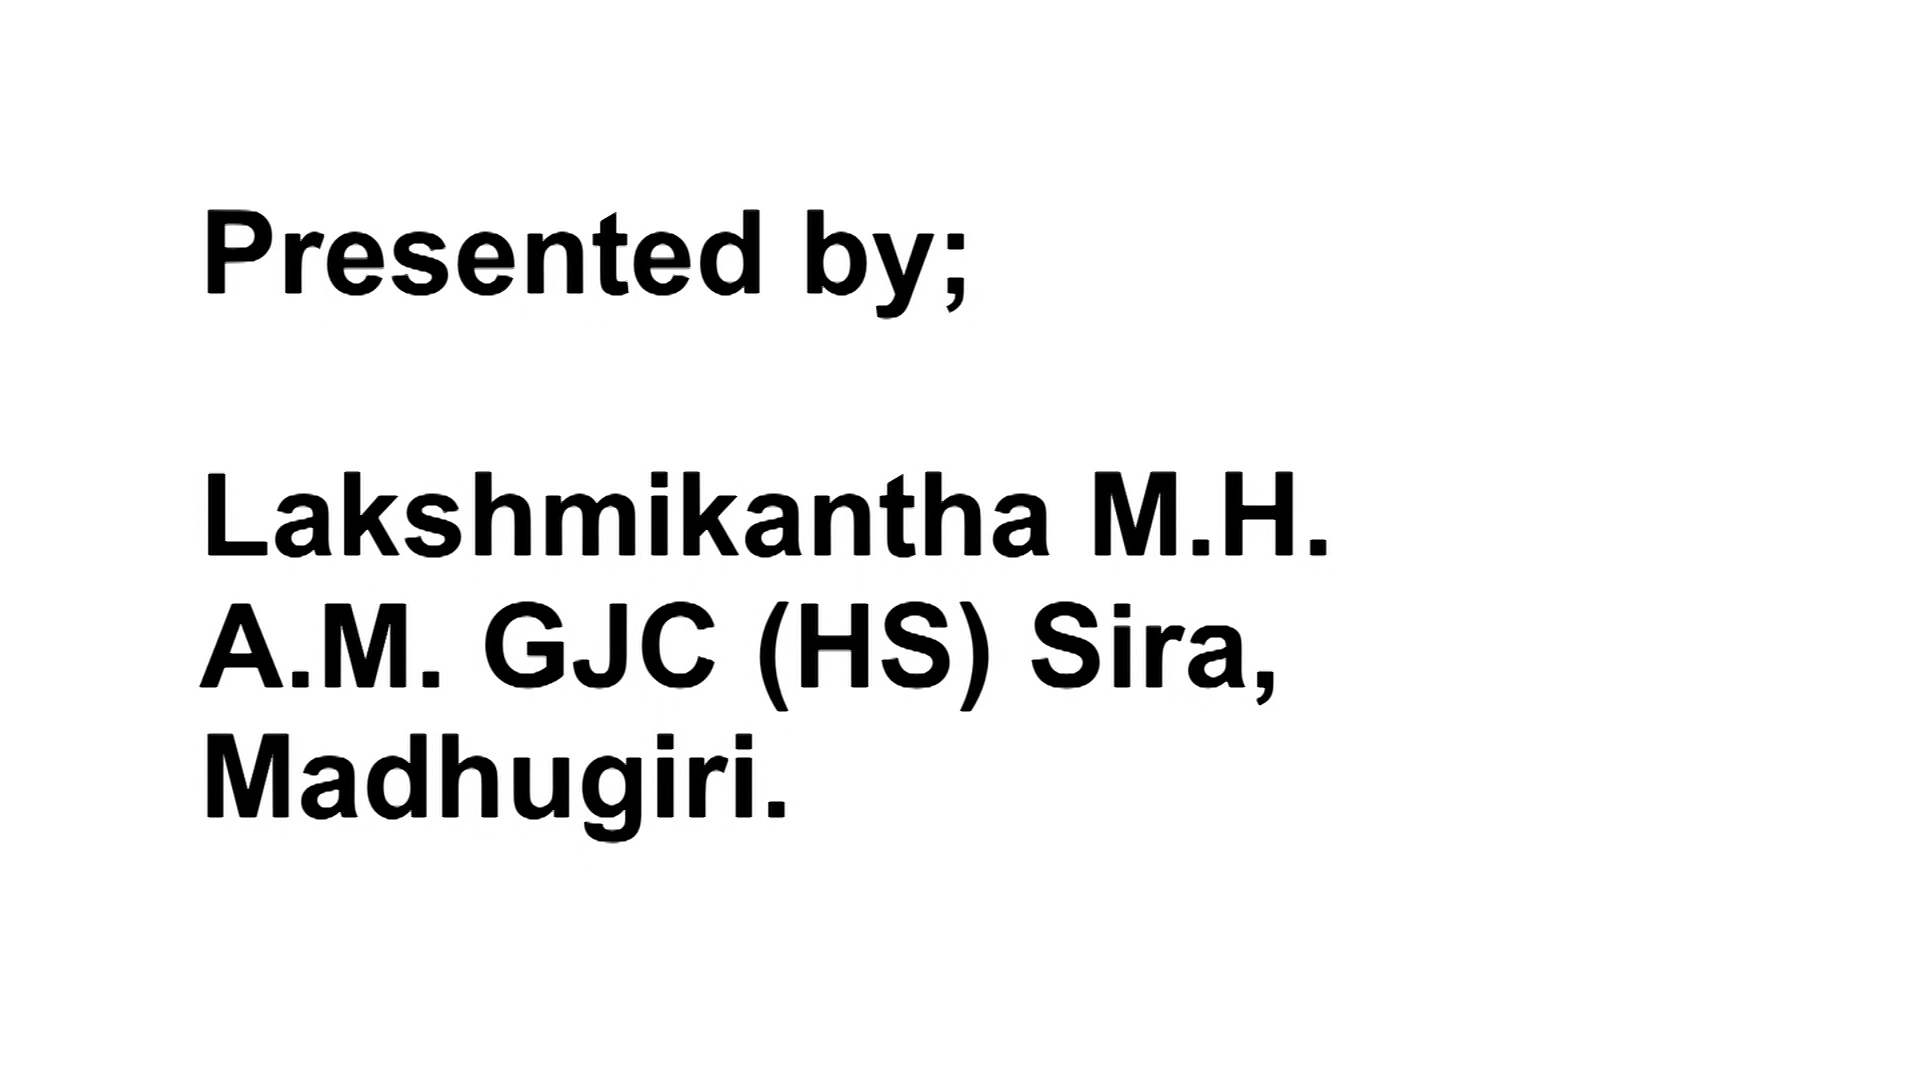 Presented by;
Lakshmikantha M.H.
A.M. GJC (HS) Sira,
Madhugiri.